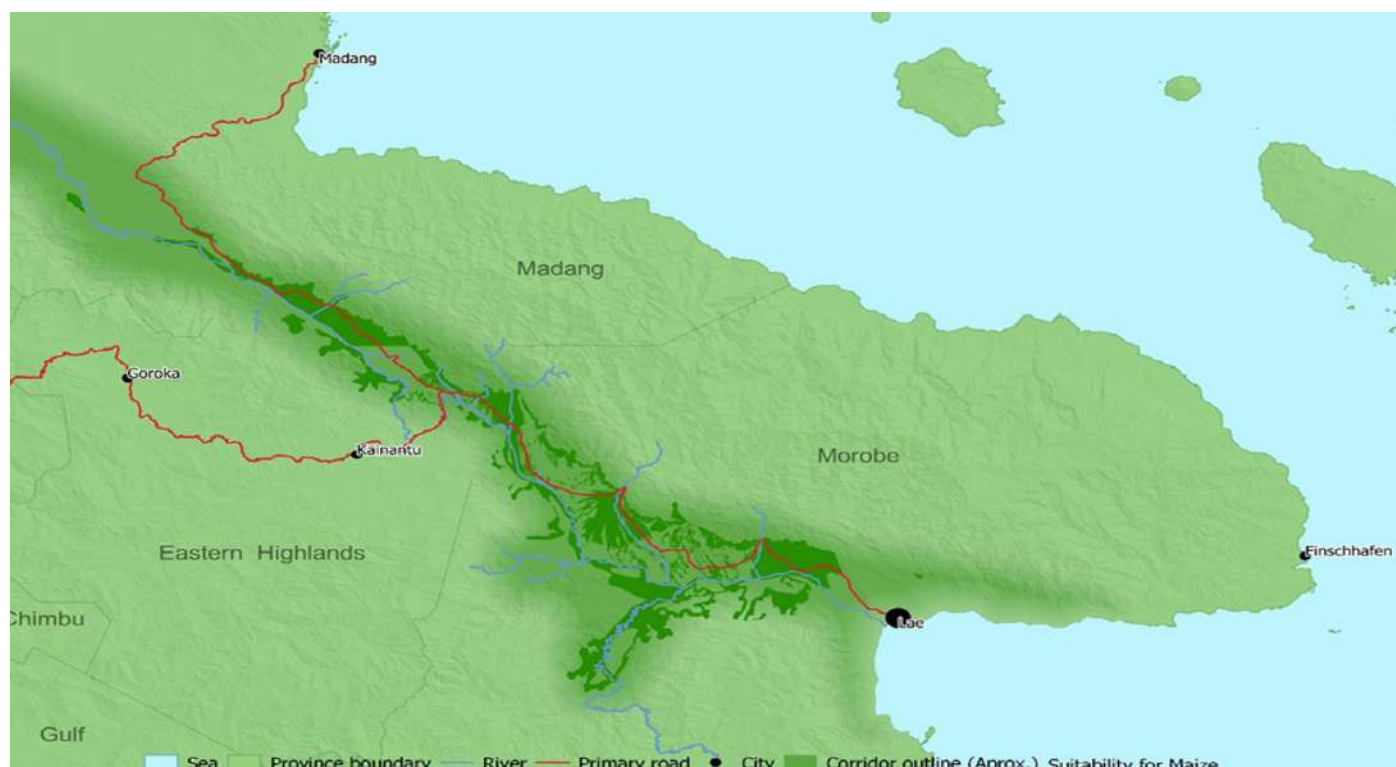 Madang
Madang
Goroka
Kainantu
Morobe
Eastern Highlands
Finschhafen
Chimbu
Lae
Gulf
Sea Province boundary River Primary road City Corridor outline (Aprox.) Suitability for Maize